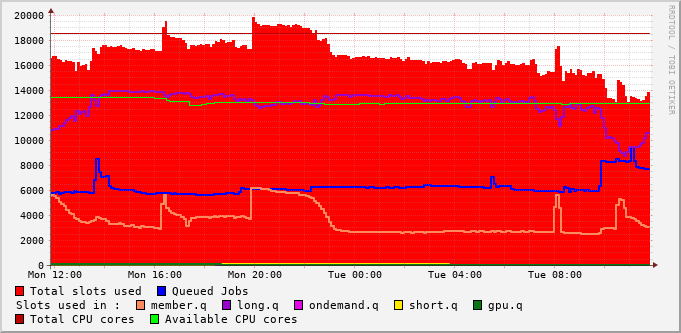 20000
18000
16000
14000
12000
10000
8000
6000
4000
2000
0
Mon 12:00 Mon 16:00 Mon 20:00 Tue 00:00 Tue 04:00 Tue 08:00
RRDTOOL / TOBI OETIKER
Total slots used Queued Jobs
Slots used in : member.q long.q ondemand.q short.q gpu.q
Total CPU cores Available CPU cores